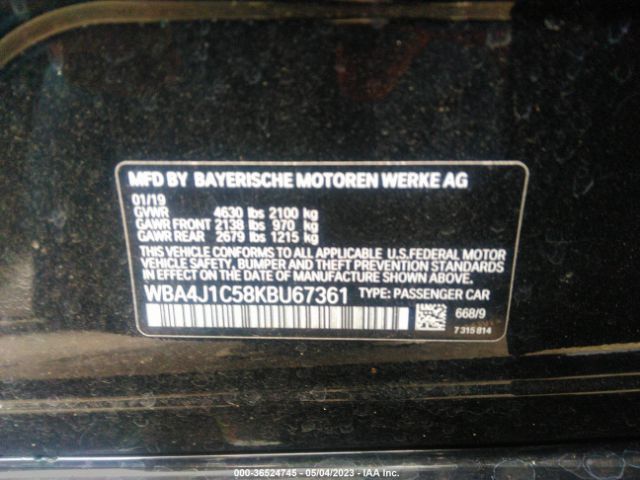 MFD BY BAYERISCHE MOTOREN WERKE AG
01/19
GVWR 4630 lbs 2100 kg
GAWR FRONT 2138 lbs 970 kg
GAWR REAR 2679 lbs 1215 kg
THIS VEHICLE CONFORMS TO ALL APPLICABLE U.S.FEDERAL MOTOR
VEHICLE SAFETY, BUMPER, AND THEFT PREVENTION STANDARDS
IN EFFECT ON THE DATE OF MANUFACTURE SHOWN ABOVE.
WBA4J1C58KBU67361 TYPE: PASSENGER CAR
668/9
7 315 814
000-36524745 - 05/04/2023 - IAA Inc.